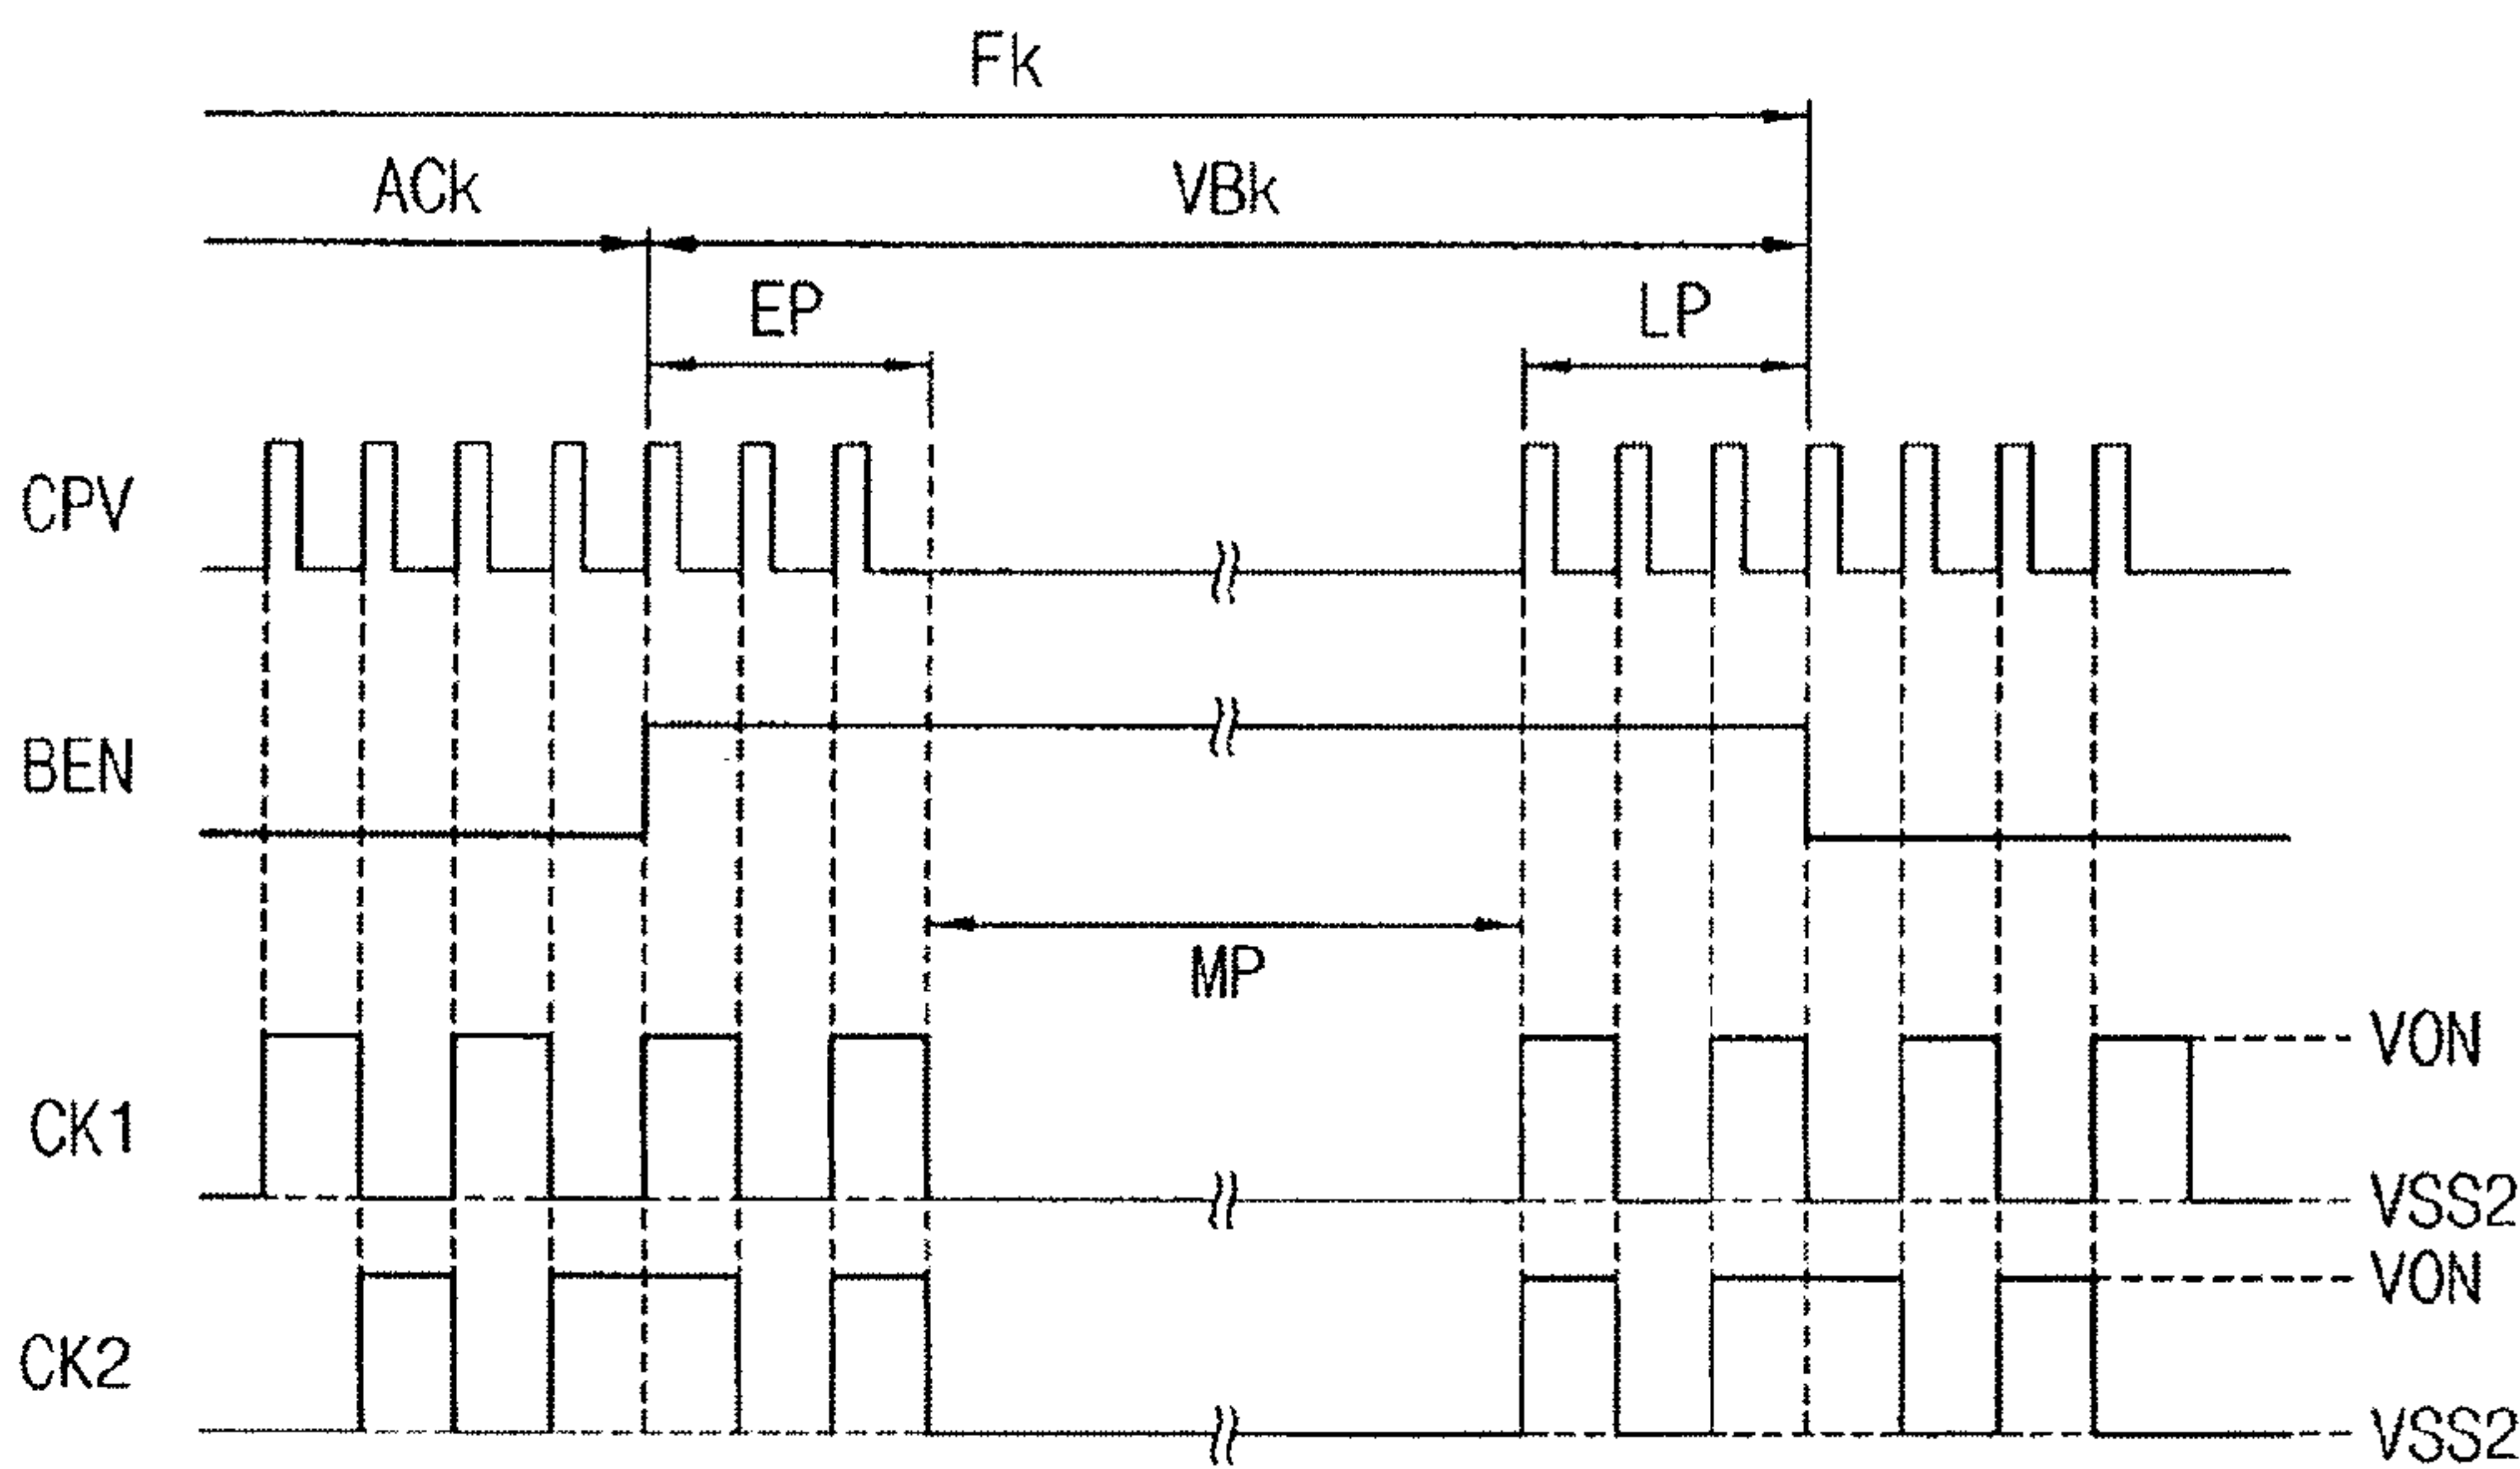 Fk
ACk VBk
EP LP
CPV
BEN
MP
VON
CK1
VSS2
VON
CK2
VSS2